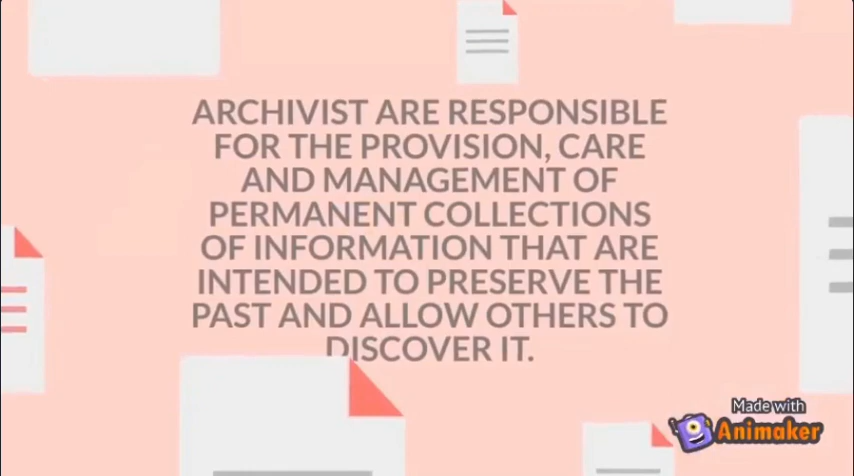 ARCHIVIST ARE RESPONSIBLE
FOR THE PROVISION, CARE
AND MANAGEMENT OF
PERMANENT COLLECTIONS
OF INFORMATION THAT ARE
INTENDED TO PRESERVE THE
PAST AND ALLOW OTHERS TO
DISCOVER IT.
Made with
Animaker